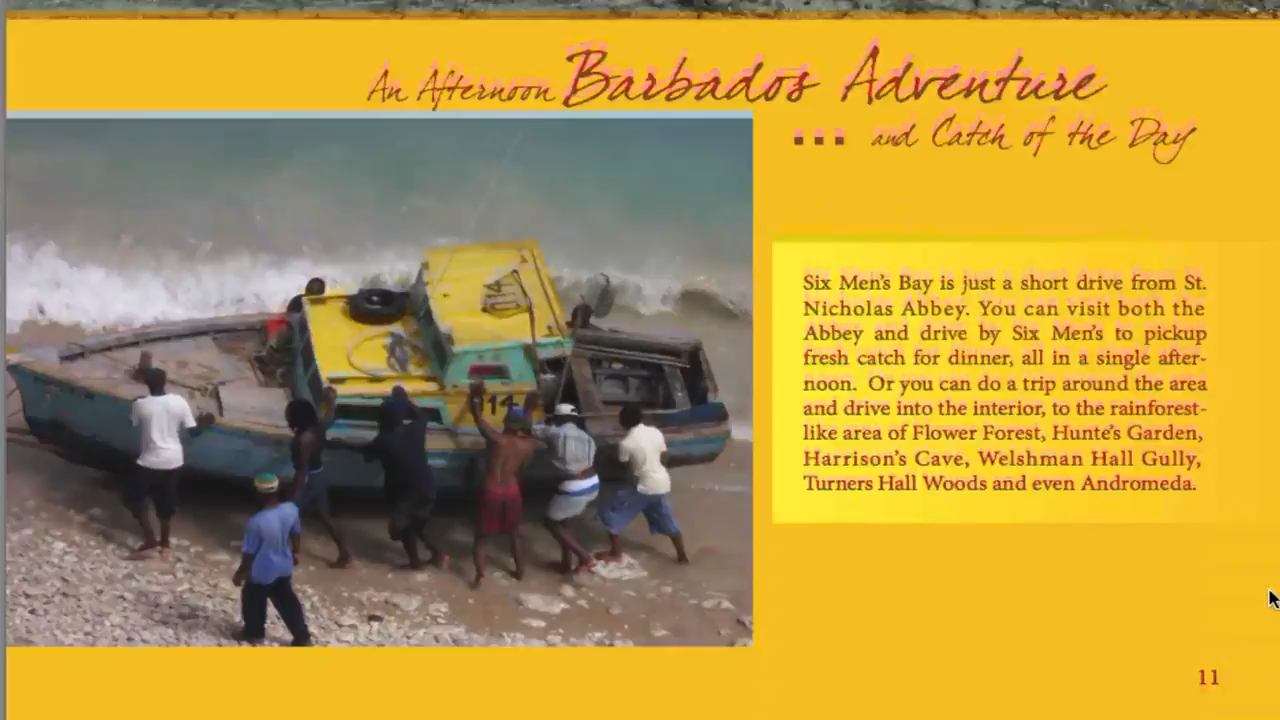 An Afternoon Barbados Adventure
... and Catch of the Day
Six Men's Bay is just a short drive from St.
Nicholas Abbey. You can visit both the
Abbey and drive by Six Men's to pickup
fresh catch for dinner, all in a single after-
noon. Or you can do a trip around the area
and drive into the interior, to the rainforest-
like area of Flower Forest, Hunte's Garden,
Harrison's Cave, Welshman Hall Gully,
Turners Hall Woods and even Andromeda.
014
114
11